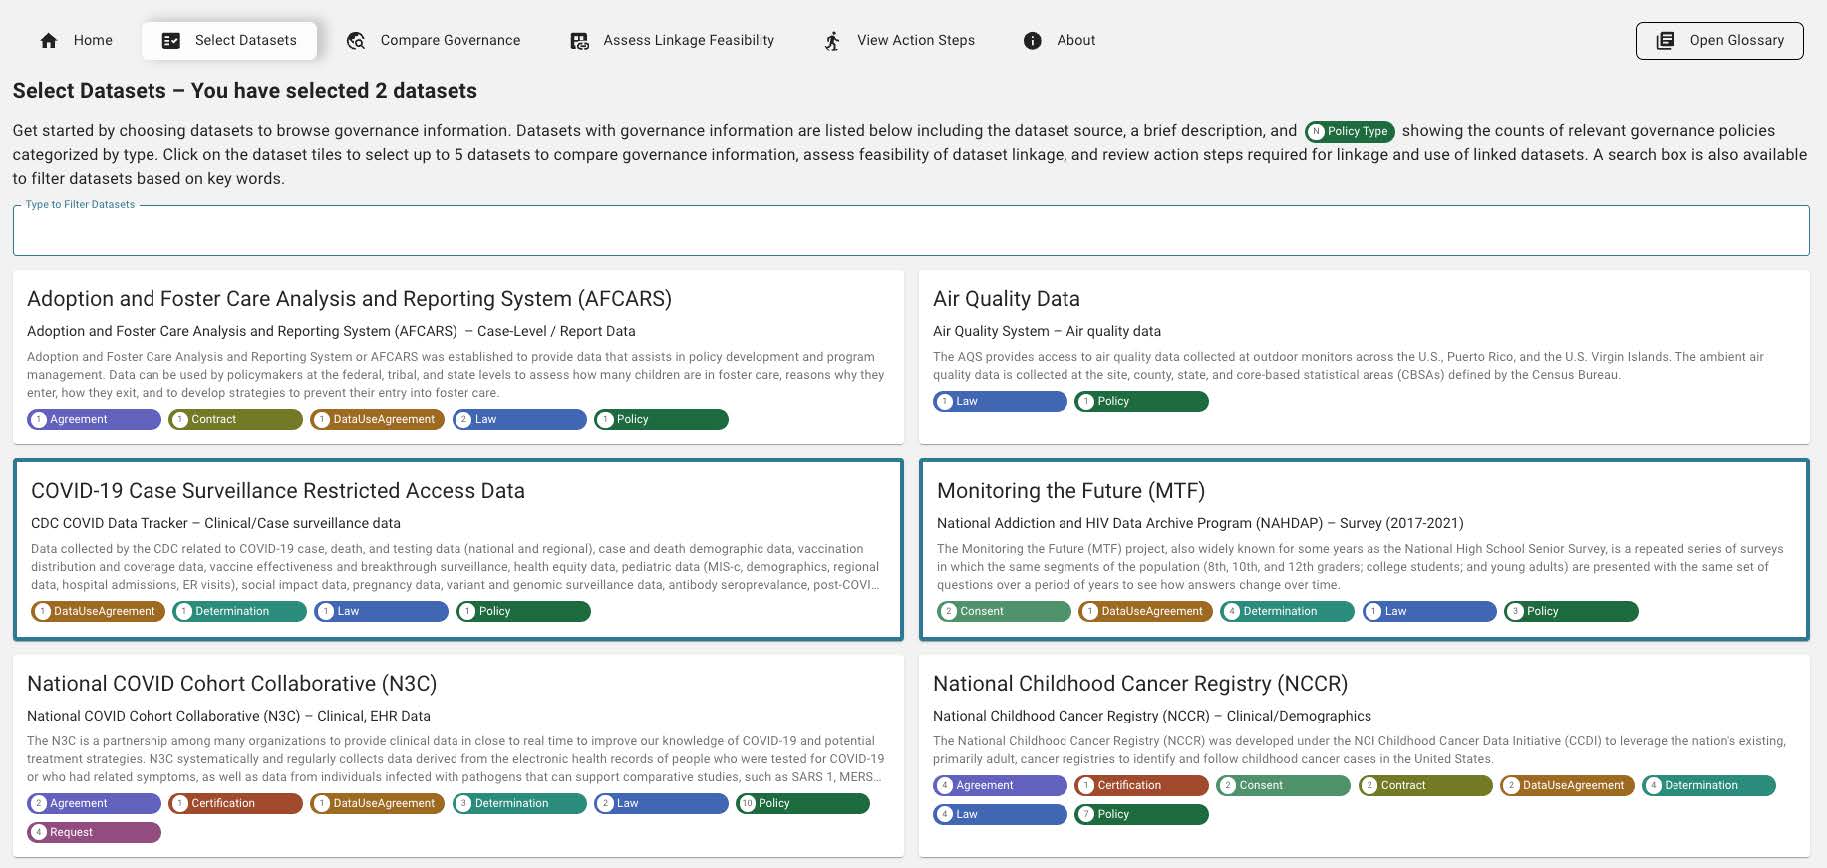 Home
Select Datasets
Compare Governance
Assess Linkage Feasibility
View Action Steps
About
Open Glossary
Select Datasets – You have selected 2 datasets
Get started by choosing datasets to browse governance information. Datasets with governance information are listed below including the dataset source, a brief description, and N Policy Type showing the counts of relevant governance policies
categorized by type. Click on the dataset tiles to select up to 5 datasets to compare governance information, assess feasibility of dataset linkage, and review action steps required for linkage and use of linked datasets. A search box is also available
to filter datasets based on key words.
Type to Filter Datasets
Adoption and Foster Care Analysis and Reporting System (AFCARS)
Adoption and Foster Care Analysis and Reporting System (AFCARS) – Case-Level / Report Data
Adoption and Foster Care Analysis and Reporting System or AFCARS was established to provide data that assists in policy development and program
management. Data can be used by policymakers at the federal, tribal, and state levels to assess how many children are in foster care, reasons why they
enter, how they exit, and to develop strategies to prevent their entry into foster care.
1 Agreement 1 Contract 1 DataUseAgreement 2 Law 1 Policy
Air Quality Data
Air Quality System – Air quality data
The AQS provides access to air quality data collected at outdoor monitors across the U.S., Puerto Rico, and the U.S. Virgin Islands. The ambient air
quality data is collected at the site, county, state, and core-based statistical areas (CBSAs) defined by the Census Bureau.
1 Law 1 Policy
COVID-19 Case Surveillance Restricted Access Data
CDC COVID Data Tracker – Clinical/Case surveillance data
Data collected by the CDC related to COVID-19 case, death, and testing data (national and regional), case and death demographic data, vaccination
distribution and coverage data, vaccine effectiveness and breakthrough surveillance, health equity data, pediatric data (MIS-c, demographics, regional
data, hospital admissions, ER visits), social impact data, pregnancy data, variant and genomic surveillance data, antibody seroprevalance, post-COVI...
1 DataUseAgreement 1 Determination 1 Law 1 Policy
Monitoring the Future (MTF)
National Addiction and HIV Data Archive Program (NAHDAP) – Survey (2017-2021)
The Monitoring the Future (MTF) project, also widely known for some years as the National High School Senior Survey, is a repeated series of surveys
in which the same segments of the population (8th, 10th, and 12th graders; college students; and young adults) are presented with the same set of
questions over a period of years to see how answers change over time.
2 Consent 1 DataUseAgreement 4 Determination 1 Law 3 Policy
National COVID Cohort Collaborative (N3C)
National COVID Cohort Collaborative (N3C) – Clinical, EHR Data
The N3C is a partnership among many organizations to provide clinical data in close to real time to improve our knowledge of COVID-19 and potential
treatment strategies. N3C systematically and regularly collects data derived from the electronic health records of people who were tested for COVID-19
or who had related symptoms, as well as data from individuals infected with pathogens that can support comparative studies, such as SARS 1, MERS...
2 Agreement 1 Certification 1 DataUseAgreement 3 Determination 2 Law 10 Policy
4 Request
National Childhood Cancer Registry (NCCR)
National Childhood Cancer Registry (NCCR) – Clinical/Demographics
The National Childhood Cancer Registry (NCCR) was developed under the NCI Childhood Cancer Data Initiative (CCDI) to leverage the nation's existing,
primarily adult, cancer registries to identify and follow childhood cancer cases in the United States.
4 Agreement 1 Certification 2 Consent 2 Contract 2 DataUseAgreement 4 Determination
4 Law 7 Policy